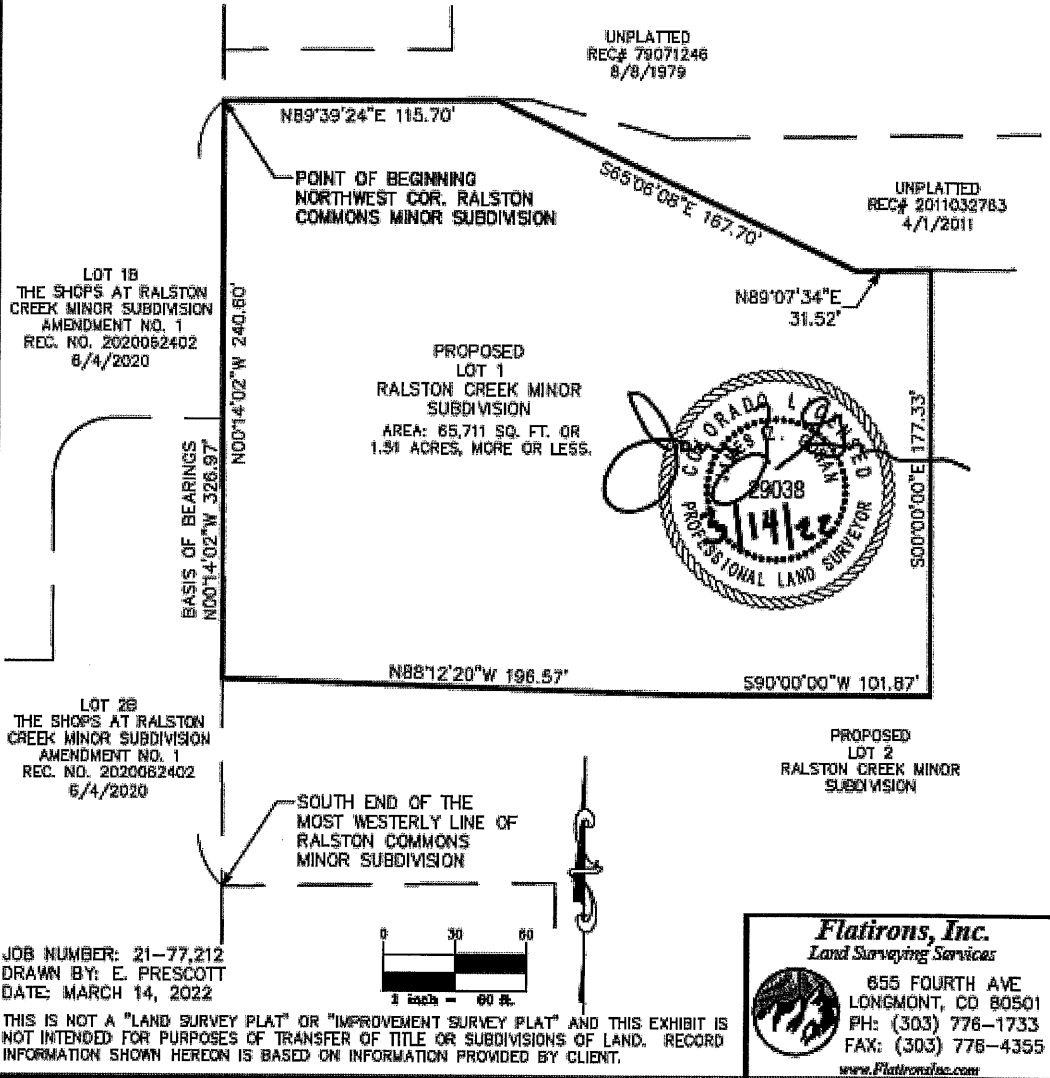 UNPLATTED
REC# 79071246
8/8/1979
N89°39'24"E 115.70'
POINT OF BEGINNING
NORTHWEST COR. RALSTON
COMMONS MINOR SUBDIVISION
S65°06'08"E 167.70'
UNPLATTED
REC# 2011032763
4/1/2011
N89°07'34"E
31.52'
LOT 1B
THE SHOPS AT RALSTON
CREEK MINOR SUBDIVISION
AMENDMENT NO. 1
REC. NO. 2020062402
6/4/2020
N00°14'02"W 240.60'
PROPOSED
LOT 1
RALSTON CREEK MINOR
SUBDIVISION
AREA: 65,711 SQ. FT. OR
1.51 ACRES, MORE OR LESS.
COLORADO LICENSED
29038
3/14/22
PROFESSIONAL LAND SURVEYOR
S00°00'00"E 177.33'
BASIS OF BEARINGS
N00°14'02"W 326.97'
N88°12'20"W 196.57'
S90°00'00"W 101.87'
LOT 2B
THE SHOPS AT RALSTON
CREEK MINOR SUBDIVISION
AMENDMENT NO. 1
REC. NO. 2020062402
6/4/2020
PROPOSED
LOT 2
RALSTON CREEK MINOR
SUBDIVISION
SOUTH END OF THE
MOST WESTERLY LINE OF
RALSTON COMMONS
MINOR SUBDIVISION
0 30 60
1 inch = 60 ft.
JOB NUMBER: 21-77,212
DRAWN BY: E. PRESCOTT
DATE: MARCH 14, 2022
THIS IS NOT A "LAND SURVEY PLAT" OR "IMPROVEMENT SURVEY PLAT" AND THIS EXHIBIT IS
NOT INTENDED FOR PURPOSES OF TRANSFER OF TITLE OR SUBDIVISIONS OF LAND. RECORD
INFORMATION SHOWN HEREON IS BASED ON INFORMATION PROVIDED BY CLIENT.
Flatirons, Inc.
Land Surveying Services
655 FOURTH AVE
LONGMONT, CO 80501
PH: (303) 776-1733
FAX: (303) 776-4355
www.FlatironsInc.com